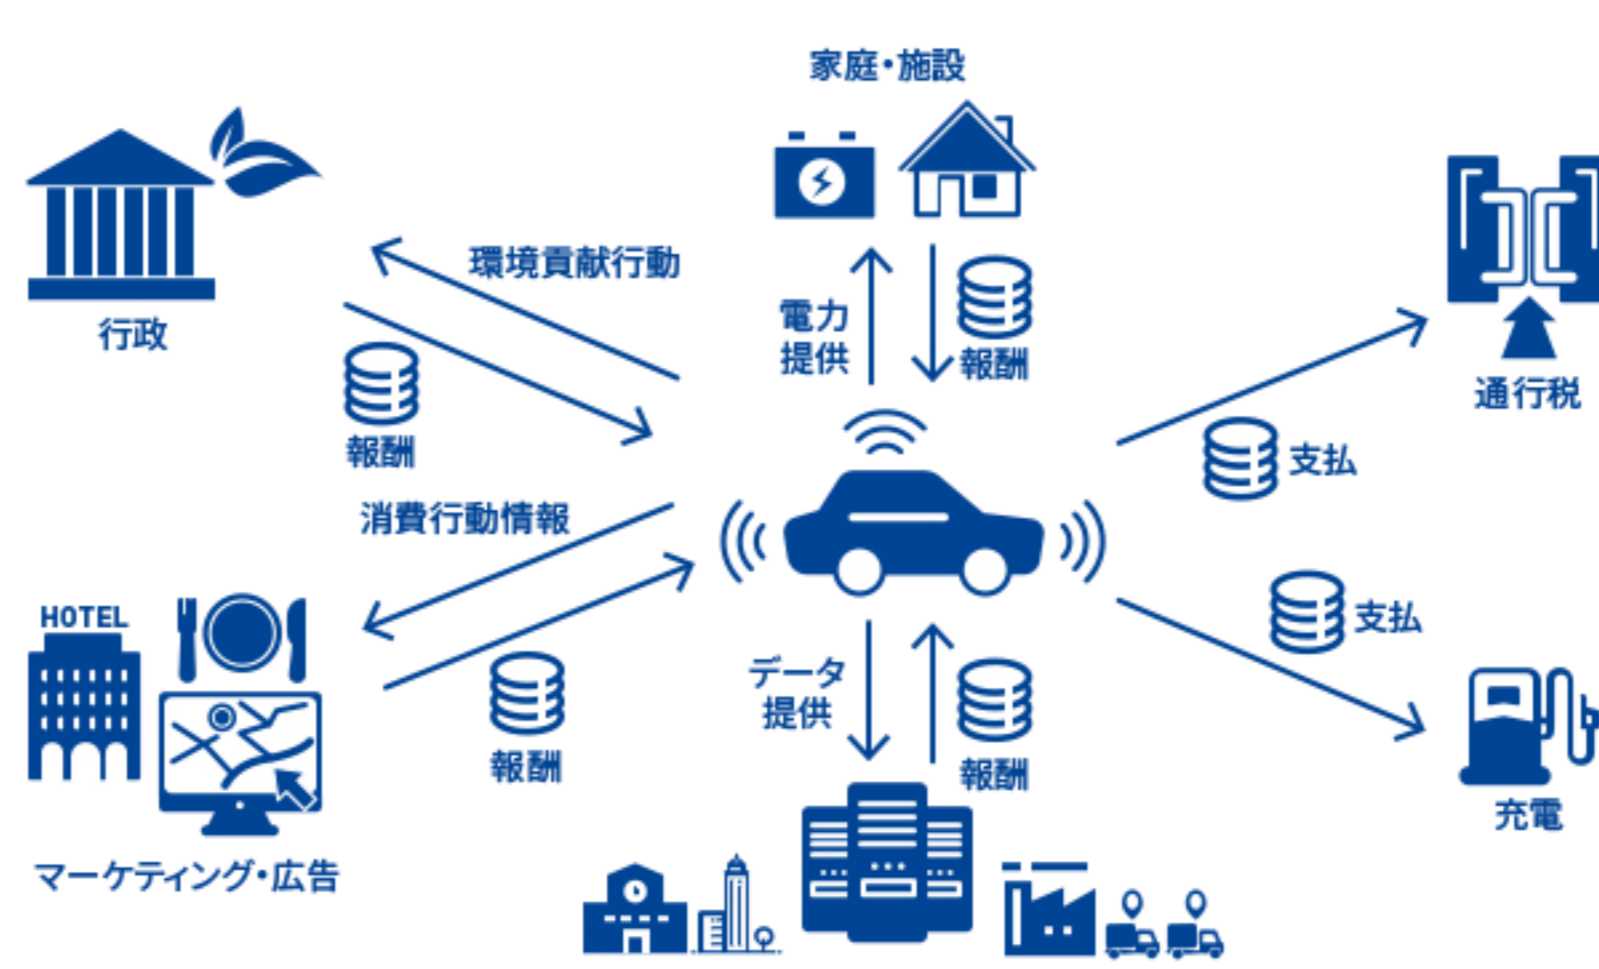 家庭・施設
環境貢献行動
行政
電力
提供
報酬
報酬
通行税
支払
消費行動情報
支払
HOTEL
データ
提供
報酬
報酬
充電
マーケティング・広告